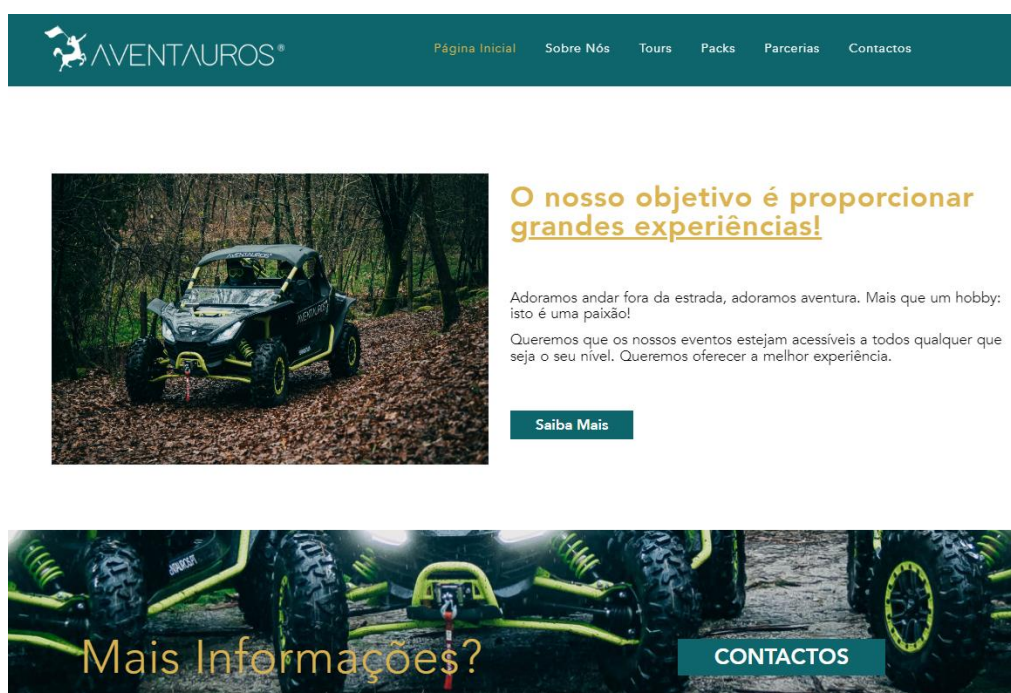 AVENTAUROS®
Página Inicial Sobre Nós Tours Packs Parcerias Contactos
O nosso objetivo é proporcionar
grandes experiências!
AVENTAUROS
AVENTAUROS
Adoramos andar fora da estrada, adoramos aventura. Mais que um hobby:
isto é uma paixão!
Queremos que os nossos eventos estejam acessíveis a todos qualquer que
seja o seu nível. Queremos oferecer a melhor experiência.
Saiba Mais
Mais Informações?
CONTACTOS